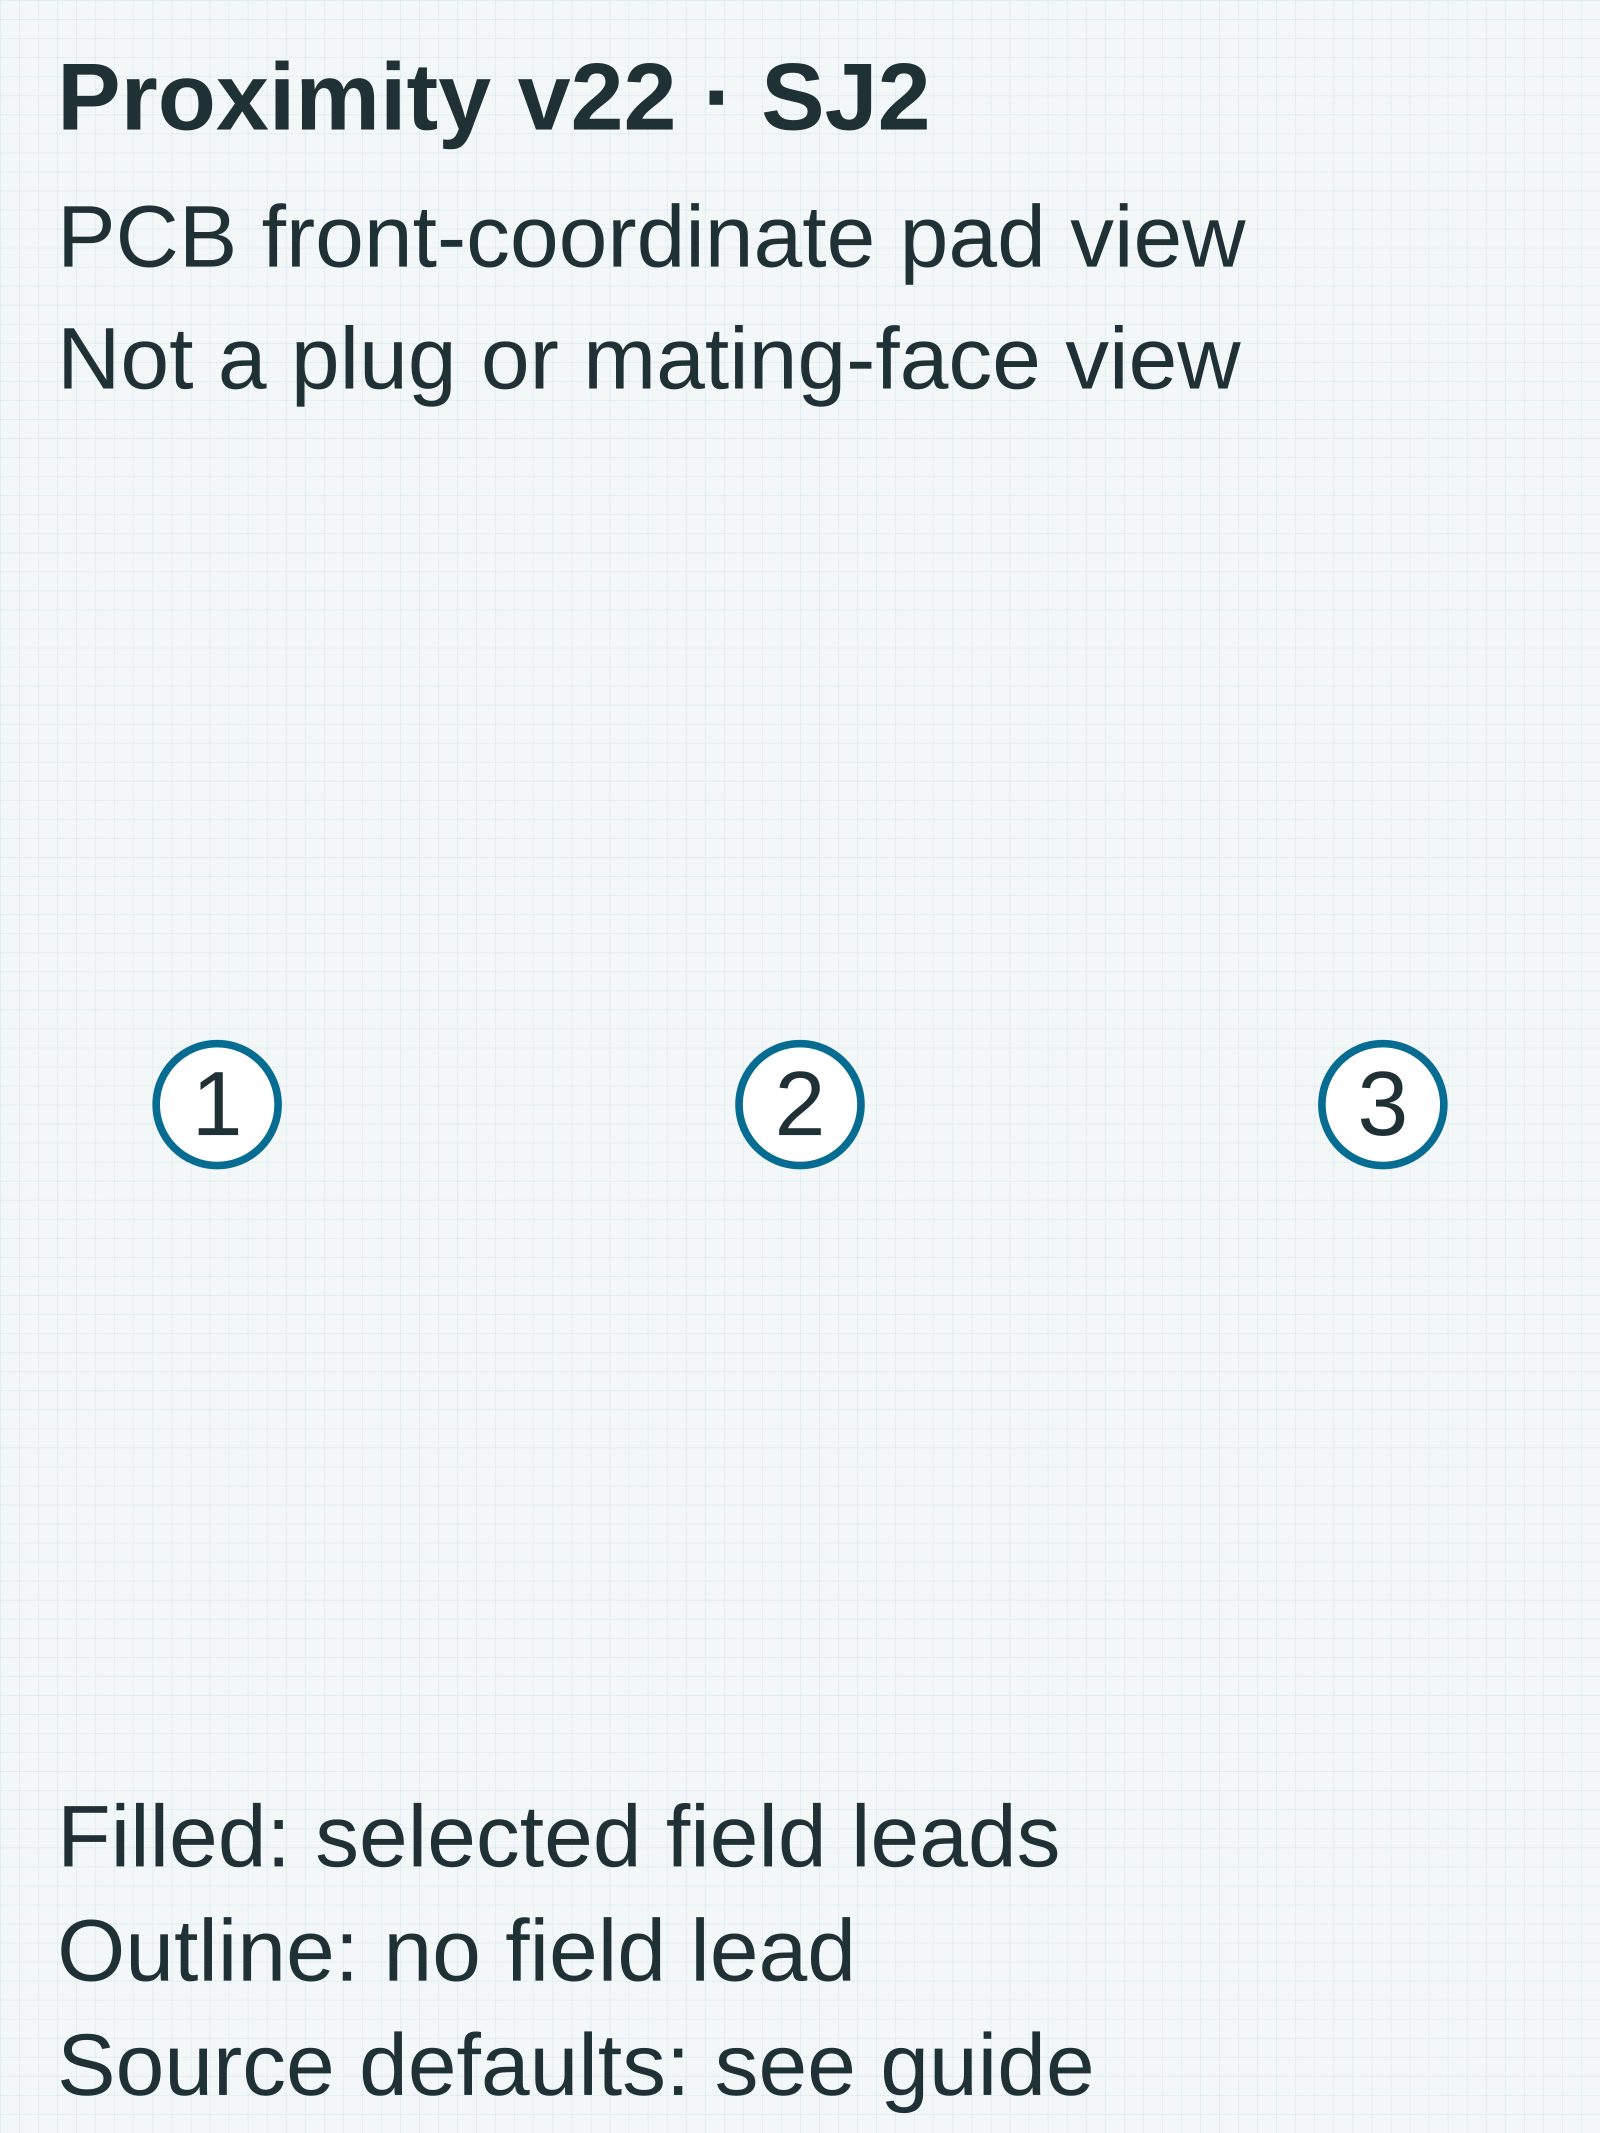 Proximity v22 · SJ2
PCB front-coordinate pad view
Not a plug or mating-face view
1 2 3
Filled: selected field leads
Outline: no field lead
Source defaults: see guide